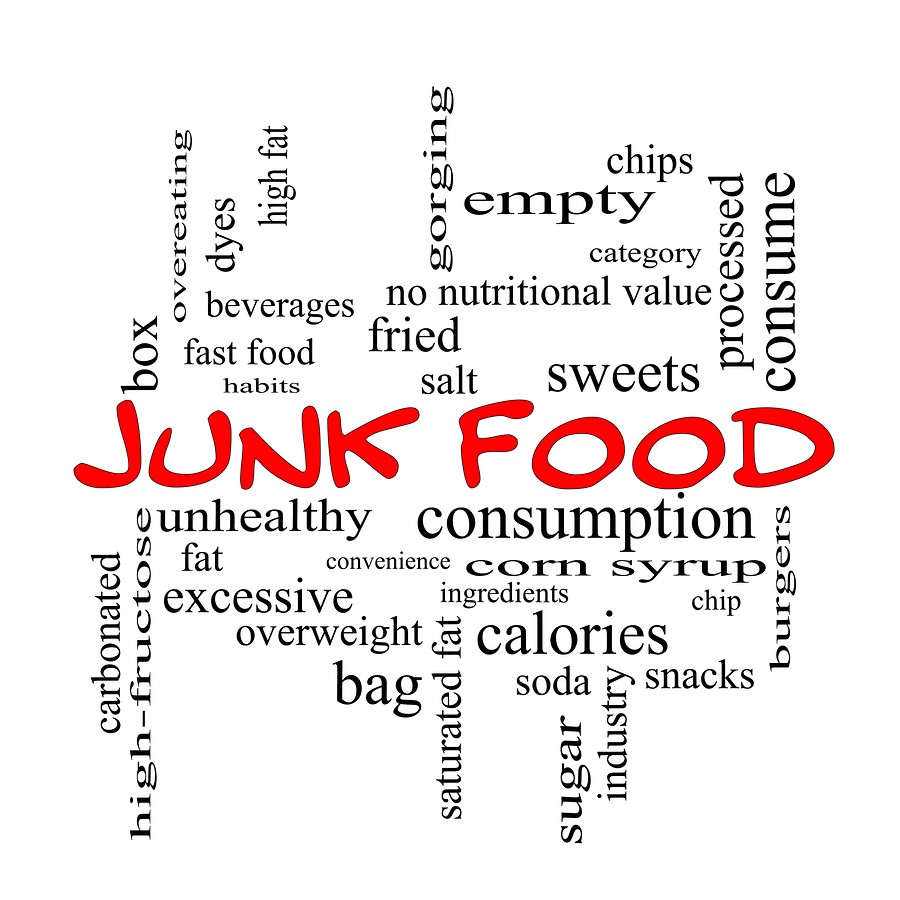 gorging
overeating
high fat
chips
processed
consume
dyes
empty
category
beverages
no nutritional value
box
fast food
fried
habits
salt
sweets
JUNK FOOD
unhealthy
consumption
high-fructose
burgers
carbonated
fat
convenience
corn syrup
excessive
ingredients
chip
overweight
saturated fat
calories
bag
soda
industry
snacks
sugar